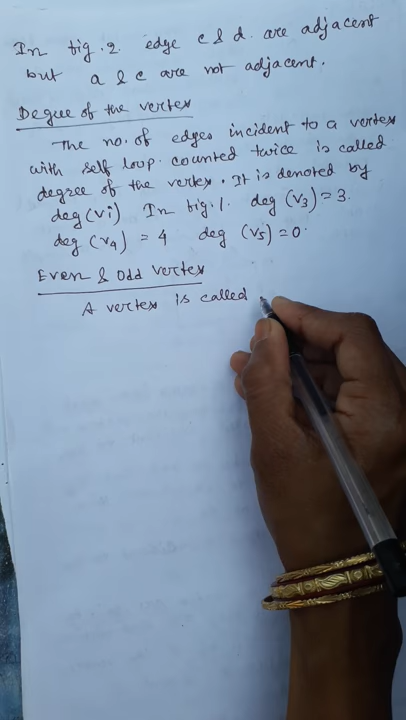 In fig. 2. edge c & d. are adjacent
but a & c are not adjacent.
Degree of the vertex
The no. of edges incident to a vertex
with self loop. counted twice is called
degree of the vertex. It is denoted by
deg (Vi) In fig. 1. deg (V3) = 3.
deg (V4) = 4 deg (V5) = 0.
Even & Odd vertex
A vertex is called